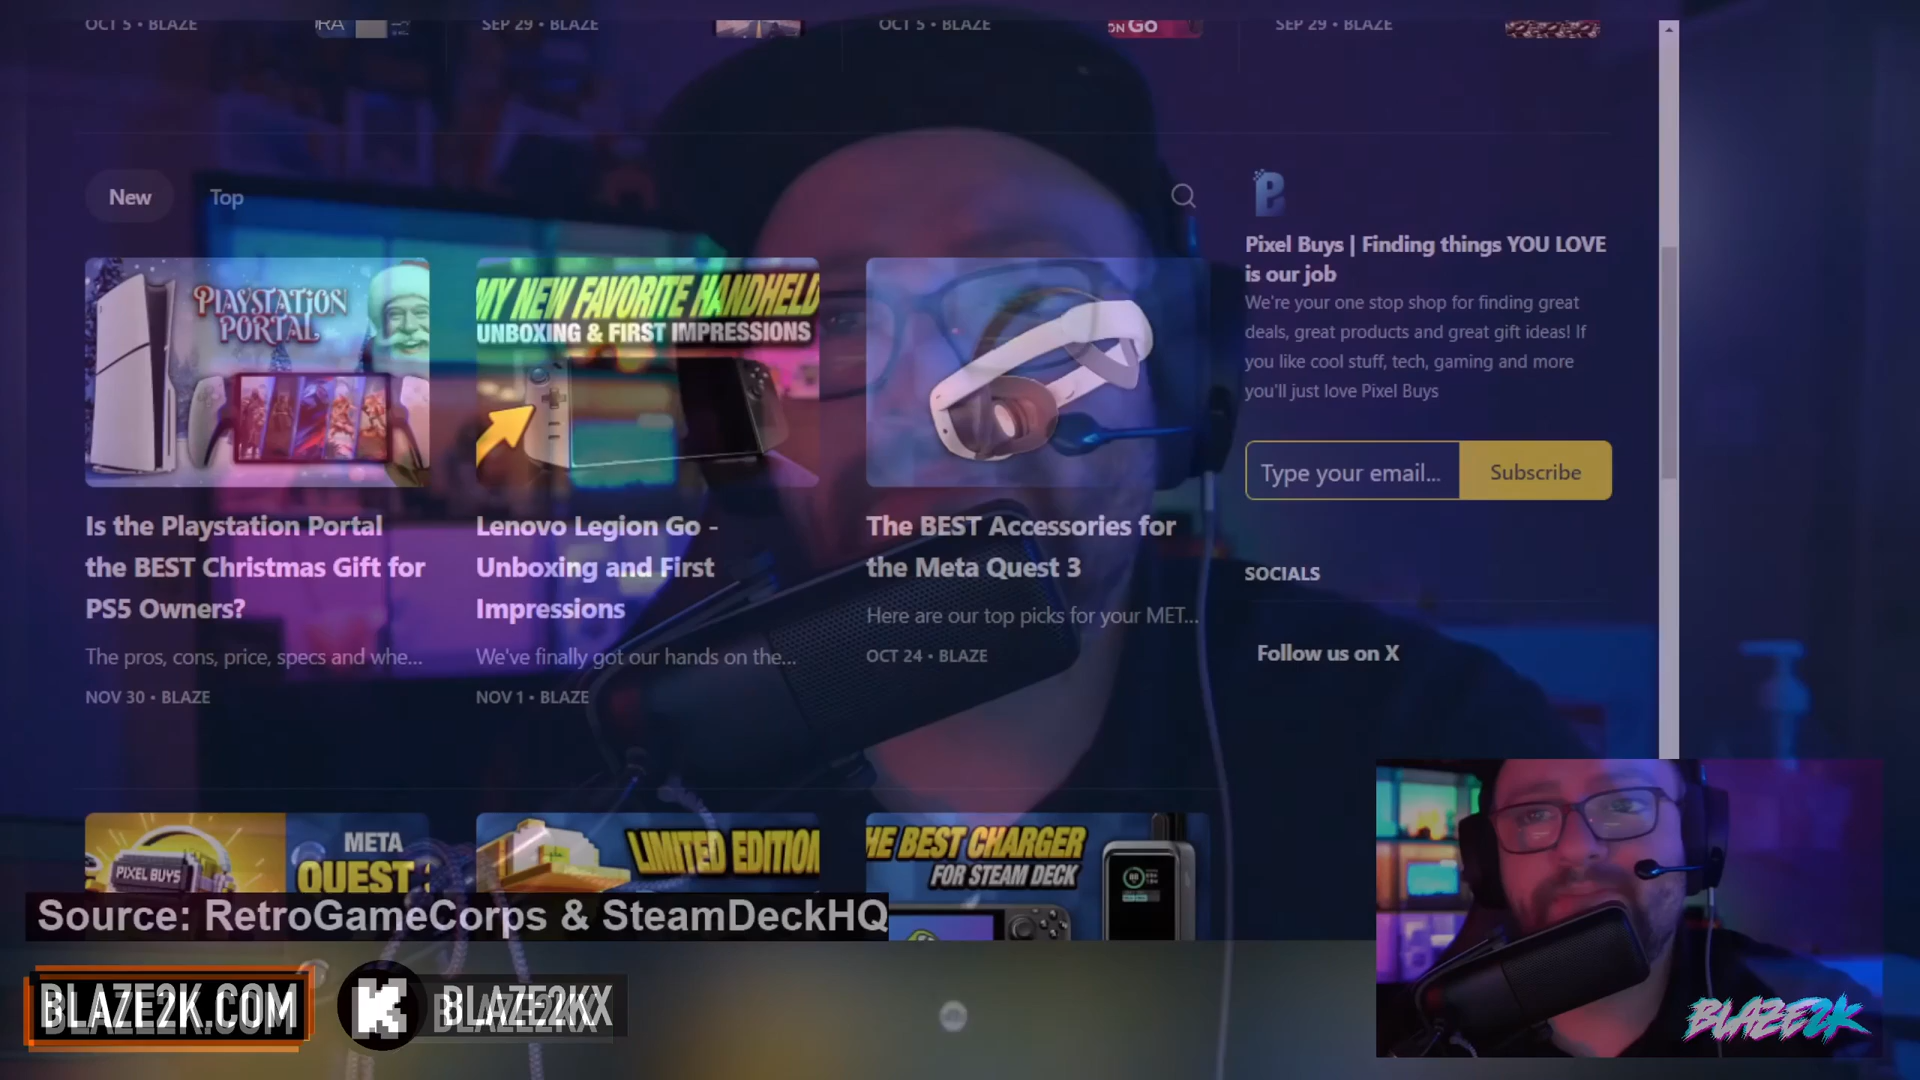 OCT 5 • BLAZE
SEP 29 • BLAZE
OCT 5 • BLAZE
GO
SEP 29 • BLAZE
New
Top
Pixel Buys | Finding things YOU LOVE
is our job
We're your one stop shop for finding great
deals, great products and great gift ideas! If
you like cool stuff, tech, gaming and more
you'll just love Pixel Buys
Type your email...
Subscribe
SOCIALS
Follow us on X
PLAYSTATION
PORTAL
MY NEW FAVORITE HANDHELD
UNBOXING & FIRST IMPRESSIONS
Is the Playstation Portal
the BEST Christmas Gift for
PS5 Owners?
The pros, cons, price, specs and whe...
NOV 30 • BLAZE
Lenovo Legion Go -
Unboxing and First
Impressions
We've finally got our hands on the...
NOV 1 • BLAZE
The BEST Accessories for
the Meta Quest 3
Here are our top picks for your MET...
OCT 24 • BLAZE
PIXEL BUYS
META
QUEST
LIMITED EDITION
THE BEST CHARGER
FOR STEAM DECK
Source: RetroGameCorps & SteamDeckHQ
BLAZE2K.COM
K
BLAZE2KX
BLAZE2K